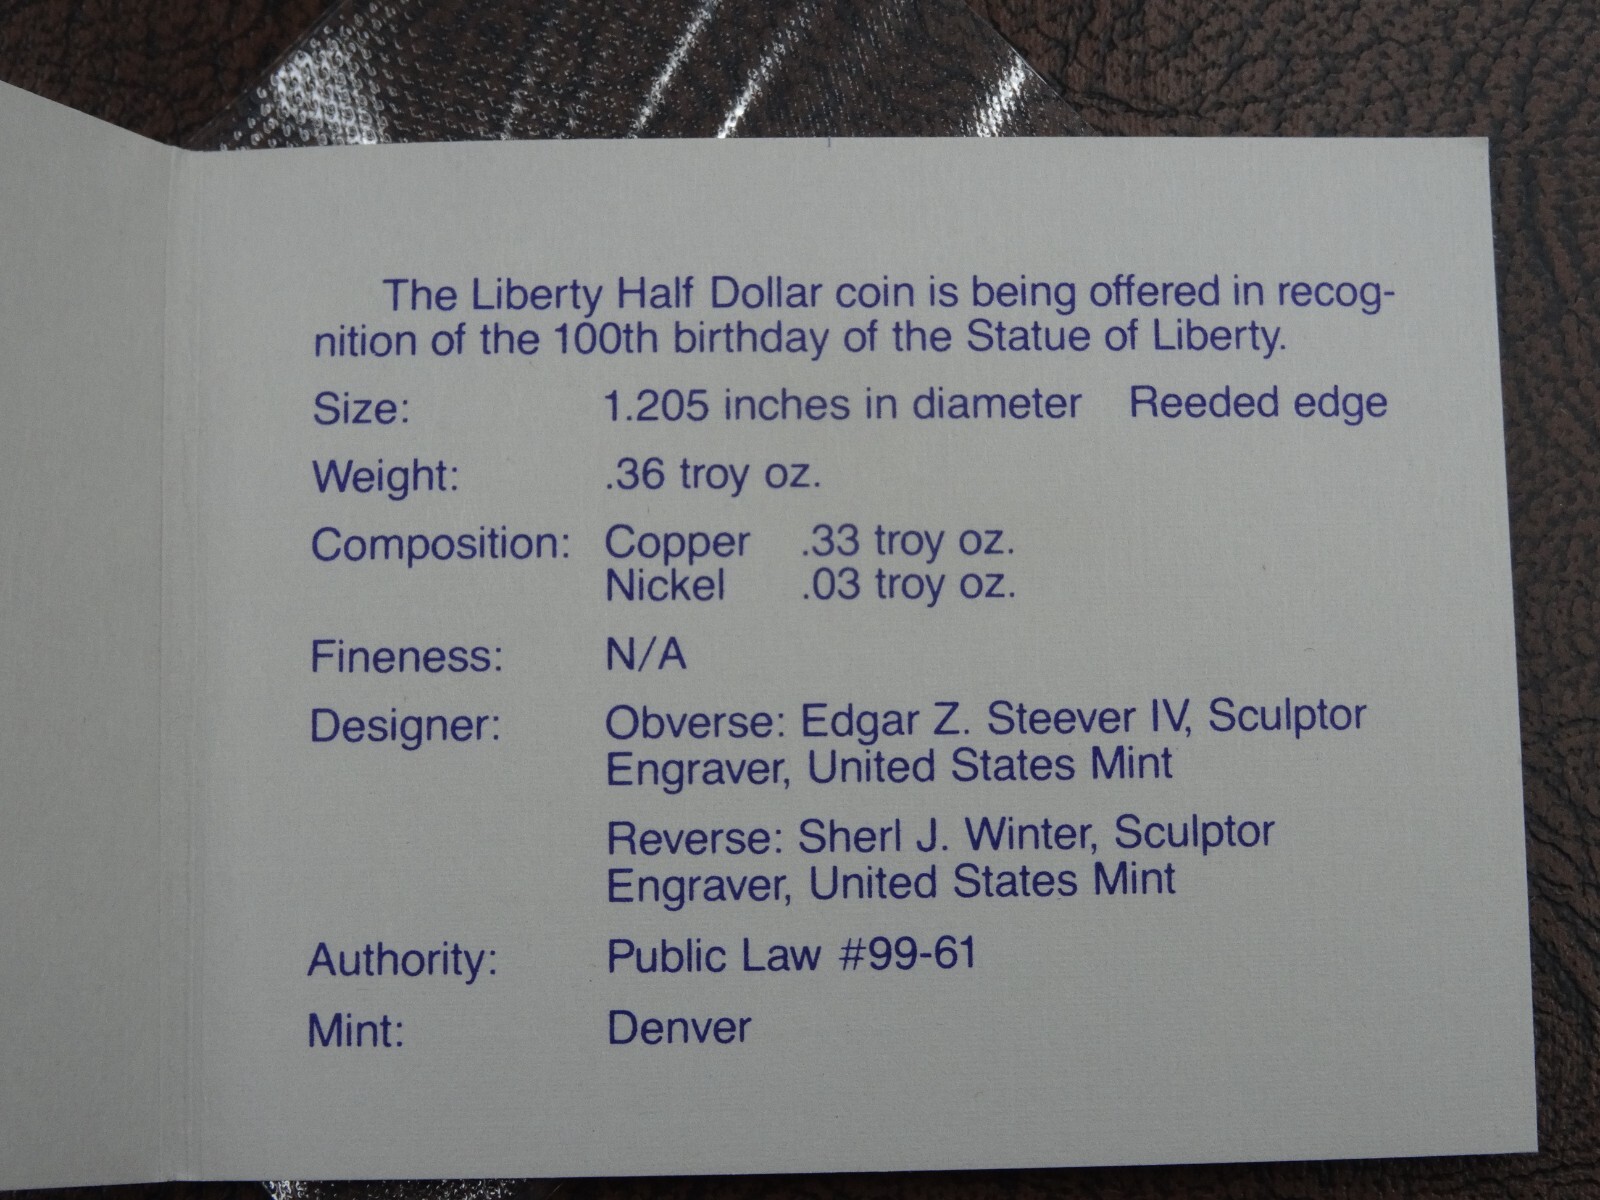 The Liberty Half Dollar coin is being offered in recog-
nition of the 100th birthday of the Statue of Liberty.
Size: 1.205 inches in diameter Reeded edge
Weight: .36 troy oz.
Composition: Copper .33 troy oz.
Nickel .03 troy oz.
Fineness: N/A
Designer: Obverse: Edgar Z. Steever IV, Sculptor
Engraver, United States Mint
Reverse: Sherl J. Winter, Sculptor
Engraver, United States Mint
Authority: Public Law #99-61
Mint: Denver